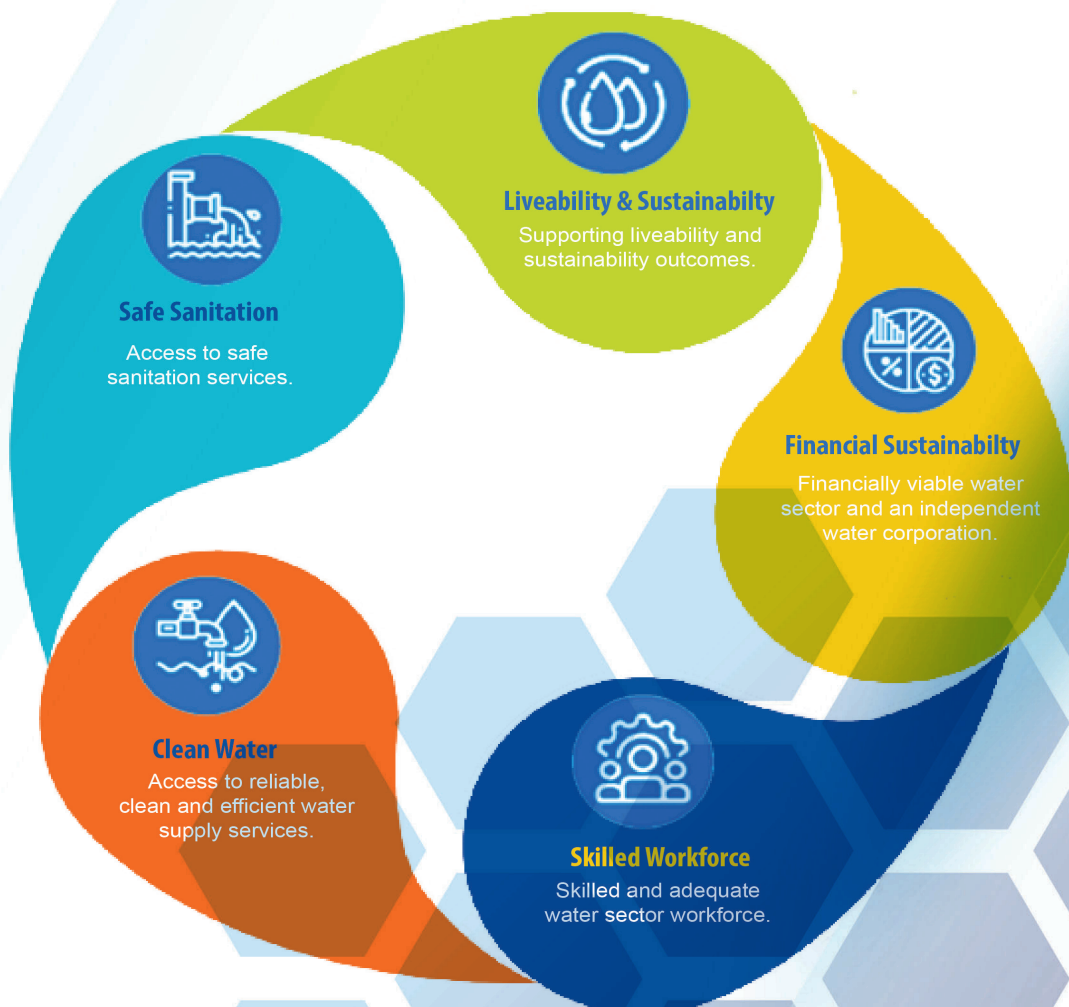 Liveability & Sustainabilty
Supporting liveability and
sustainability outcomes.
Safe Sanitation
Access to safe
sanitation services.
%
$
Financial Sustainabilty
Financially viable water
sector and an independent
water corporation.
Clean Water
Access to reliable,
clean and efficient water
supply services.
Skilled Workforce
Skilled and adequate
water sector workforce.